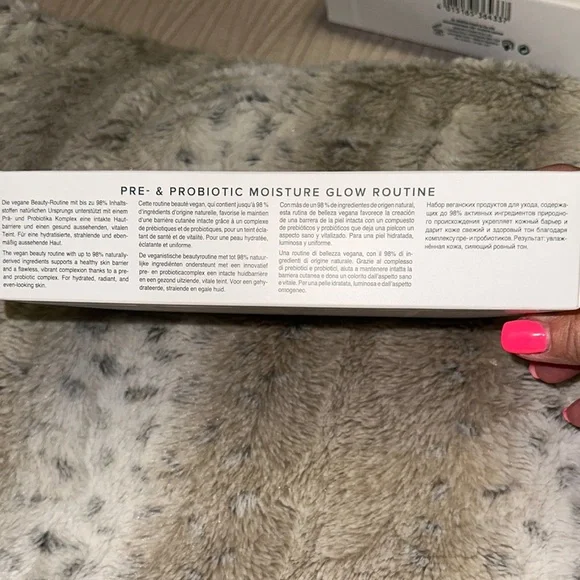 PRE- & PROBIOTIC MOISTURE GLOW ROUTINE
Die vegane Beauty-Routine mit bis zu 98% Inhalts-
stoffen natürlichen Ursprungs unterstützt mit einem
Prä- und Probiotika Komplex eine intakte Haut-
barriere und einen gesund aussehenden, vitalen
Teint. Für eine hydratisierte, strahlende und eben-
mäßig aussehende Haut.
The vegan beauty routine with up to 98% naturally-
derived ingredients supports a healthy skin barrier
and a flawless, vibrant complexion thanks to a pre-
and probiotic complex. For hydrated, radiant, and
even-looking skin.
Cette routine beauté vegan, qui contient jusqu'à 98 %
d'ingrédients d'origine naturelle, favorise le maintien
d'une barrière cutanée intacte grâce à un complexe
de prébiotiques et de probiotiques, pour un teint écla-
tant de santé et de vitalité. Pour une peau hydratée,
éclatante et uniforme.
De veganistische beautyroutine met tot 98% natuur-
lijke ingrediënten ondersteunt met een innovatief
pre- en probioticacomplex een intacte huidbarrière
en een gezond uitziende, vitale teint. Voor een gehy-
drateerde, stralende en egale huid.
Con más de un 98 % de ingredientes de origen natural,
esta rutina de belleza vegana favorece la creación
de una barrera de la piel intacta con un compuesto
de prebióticos y probióticos que deja una piel con un
aspecto sano y vitalizado. Para una piel hidratada,
luminosa y uniforme.
Una routine di bellezza vegana, con il 98% di in-
gredienti di origine naturale. Grazie al complesso
di prebiotici e probiotici, aiuta a mantenere intatta la
barriera cutanea e dona un colorito dall'aspetto sano
e vitale. Per una pelle idratata, luminosa e dall'aspetto
omogeneo.
Набор веганских продуктов для ухода, содержа-
щих до 98% активных ингредиентов природно-
го происхождения укрепляет кожный барьер и
дарит коже свежий и здоровый тон благодаря
комплексу пре- и пробиотиков. Результат: увлаж-
нённая кожа, сияющий ровный тон.